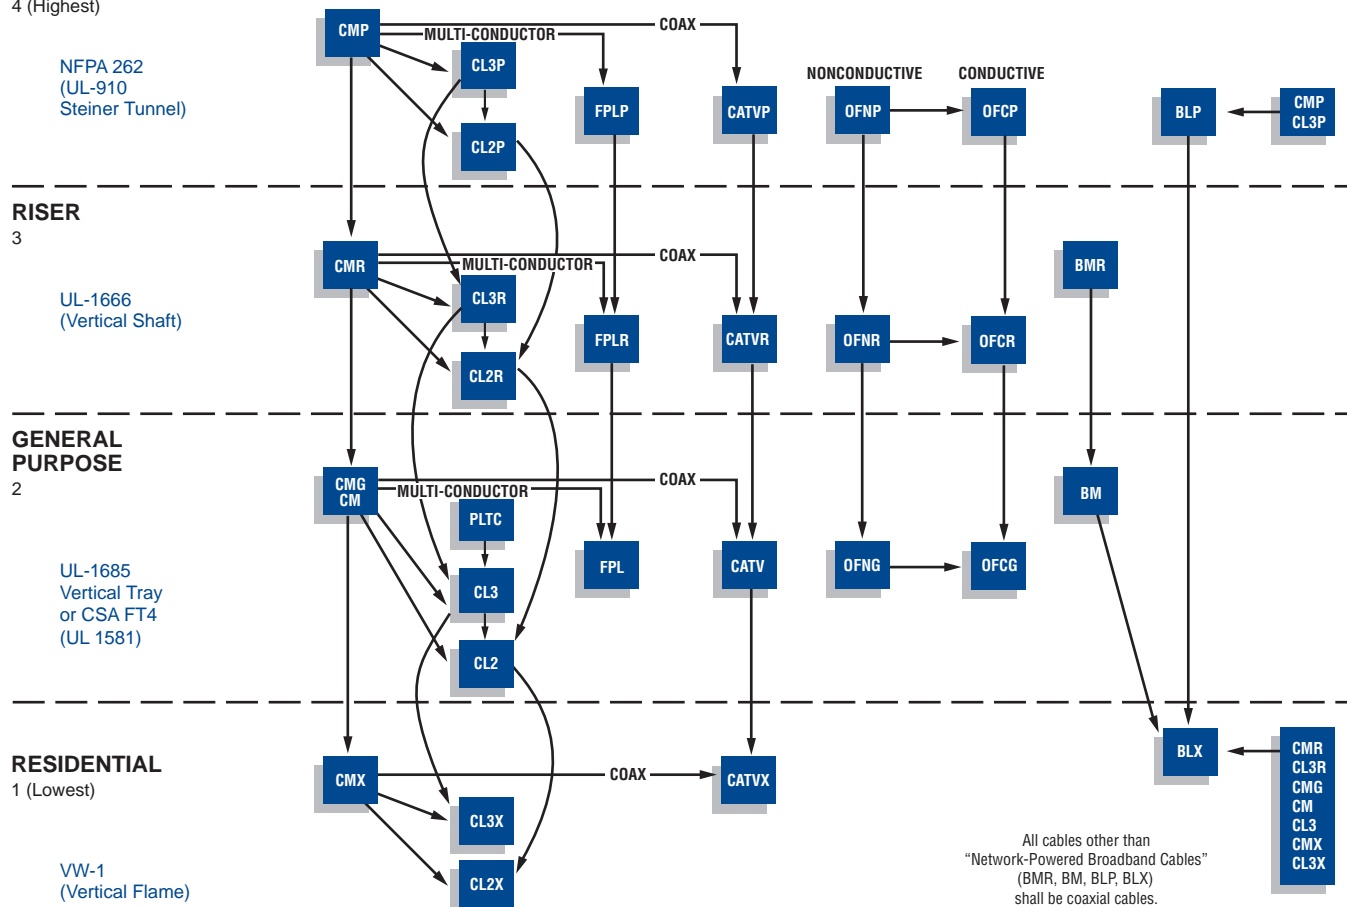 4 (Highest)
NFPA 262
(UL-910
Steiner Tunnel)
CMP
MULTI-CONDUCTOR
COAX
CL3P
CL2P
FPLP
CATVP
NONCONDUCTIVE
CONDUCTIVE
OFNP
OFCP
BLP
CMP
CL3P
RISER
3
UL-1666
(Vertical Shaft)
CMR
MULTI-CONDUCTOR
COAX
CL3R
CL2R
FPLR
CATVR
OFNR
OFCR
BMR
GENERAL
PURPOSE
2
UL-1685
Vertical Tray
or CSA FT4
(UL 1581)
CMG
CM
MULTI-CONDUCTOR
COAX
PLTC
CL3
CL2
FPL
CATV
OFNG
OFCG
BM
RESIDENTIAL
1 (Lowest)
VW-1
(Vertical Flame)
CMX
COAX
CL3X
CL2X
CATVX
BLX
CMR
CL3R
CMG
CM
CL3
CMX
CL3X
All cables other than
“Network-Powered Broadband Cables”
(BMR, BM, BLP, BLX)
shall be coaxial cables.